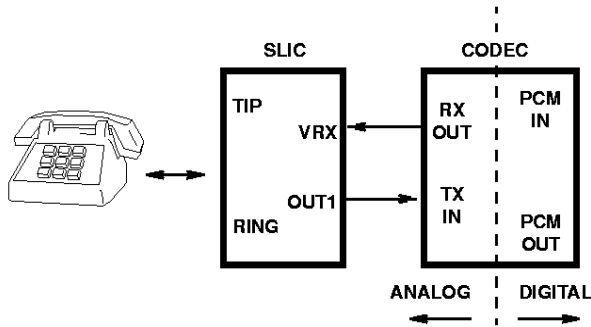 SLIC
CODEC
TIP
VRX
OUT1
RING
RX
OUT
TX
IN
PCM
IN
PCM
OUT
ANALOG
DIGITAL